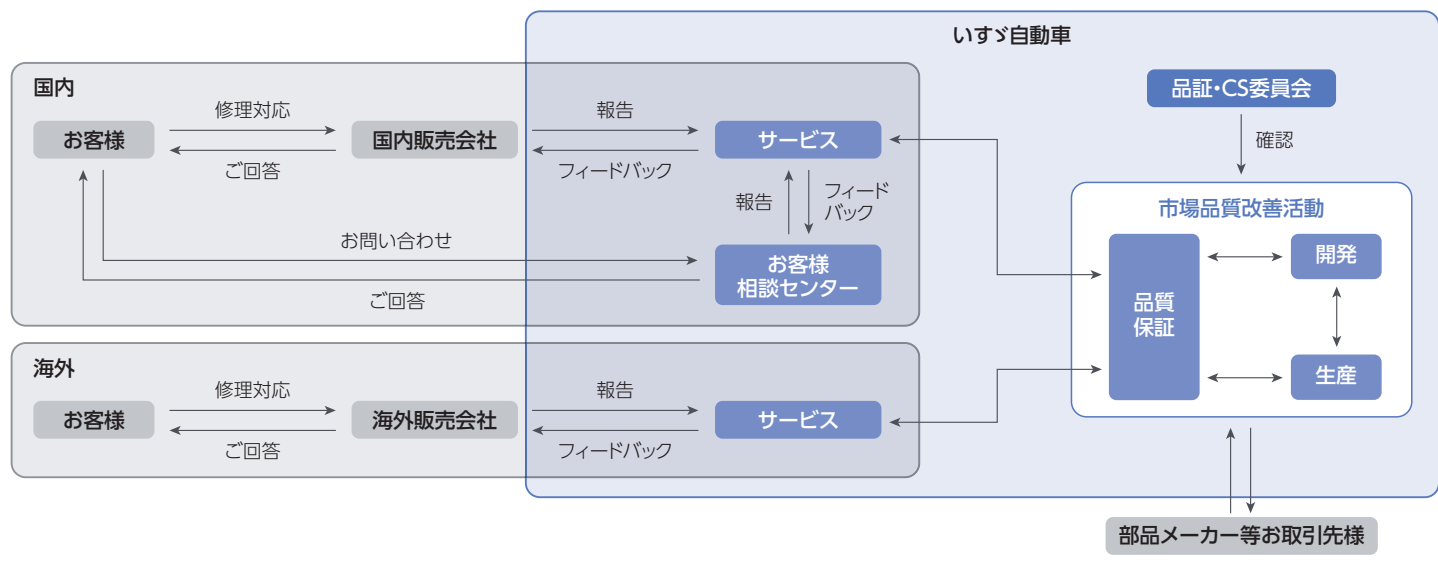 いすゞ自動車
国内
お客様
修理対応
ご回答
国内販売会社
報告
フィードバック
サービス
報告
フィード
バック
お問い合わせ
ご回答
お客様
相談センター
海外
お客様
修理対応
ご回答
海外販売会社
報告
フィードバック
サービス
品証・CS委員会
確認
市場品質改善活動
品質
保証
開発
生産
部品メーカー等お取引先様